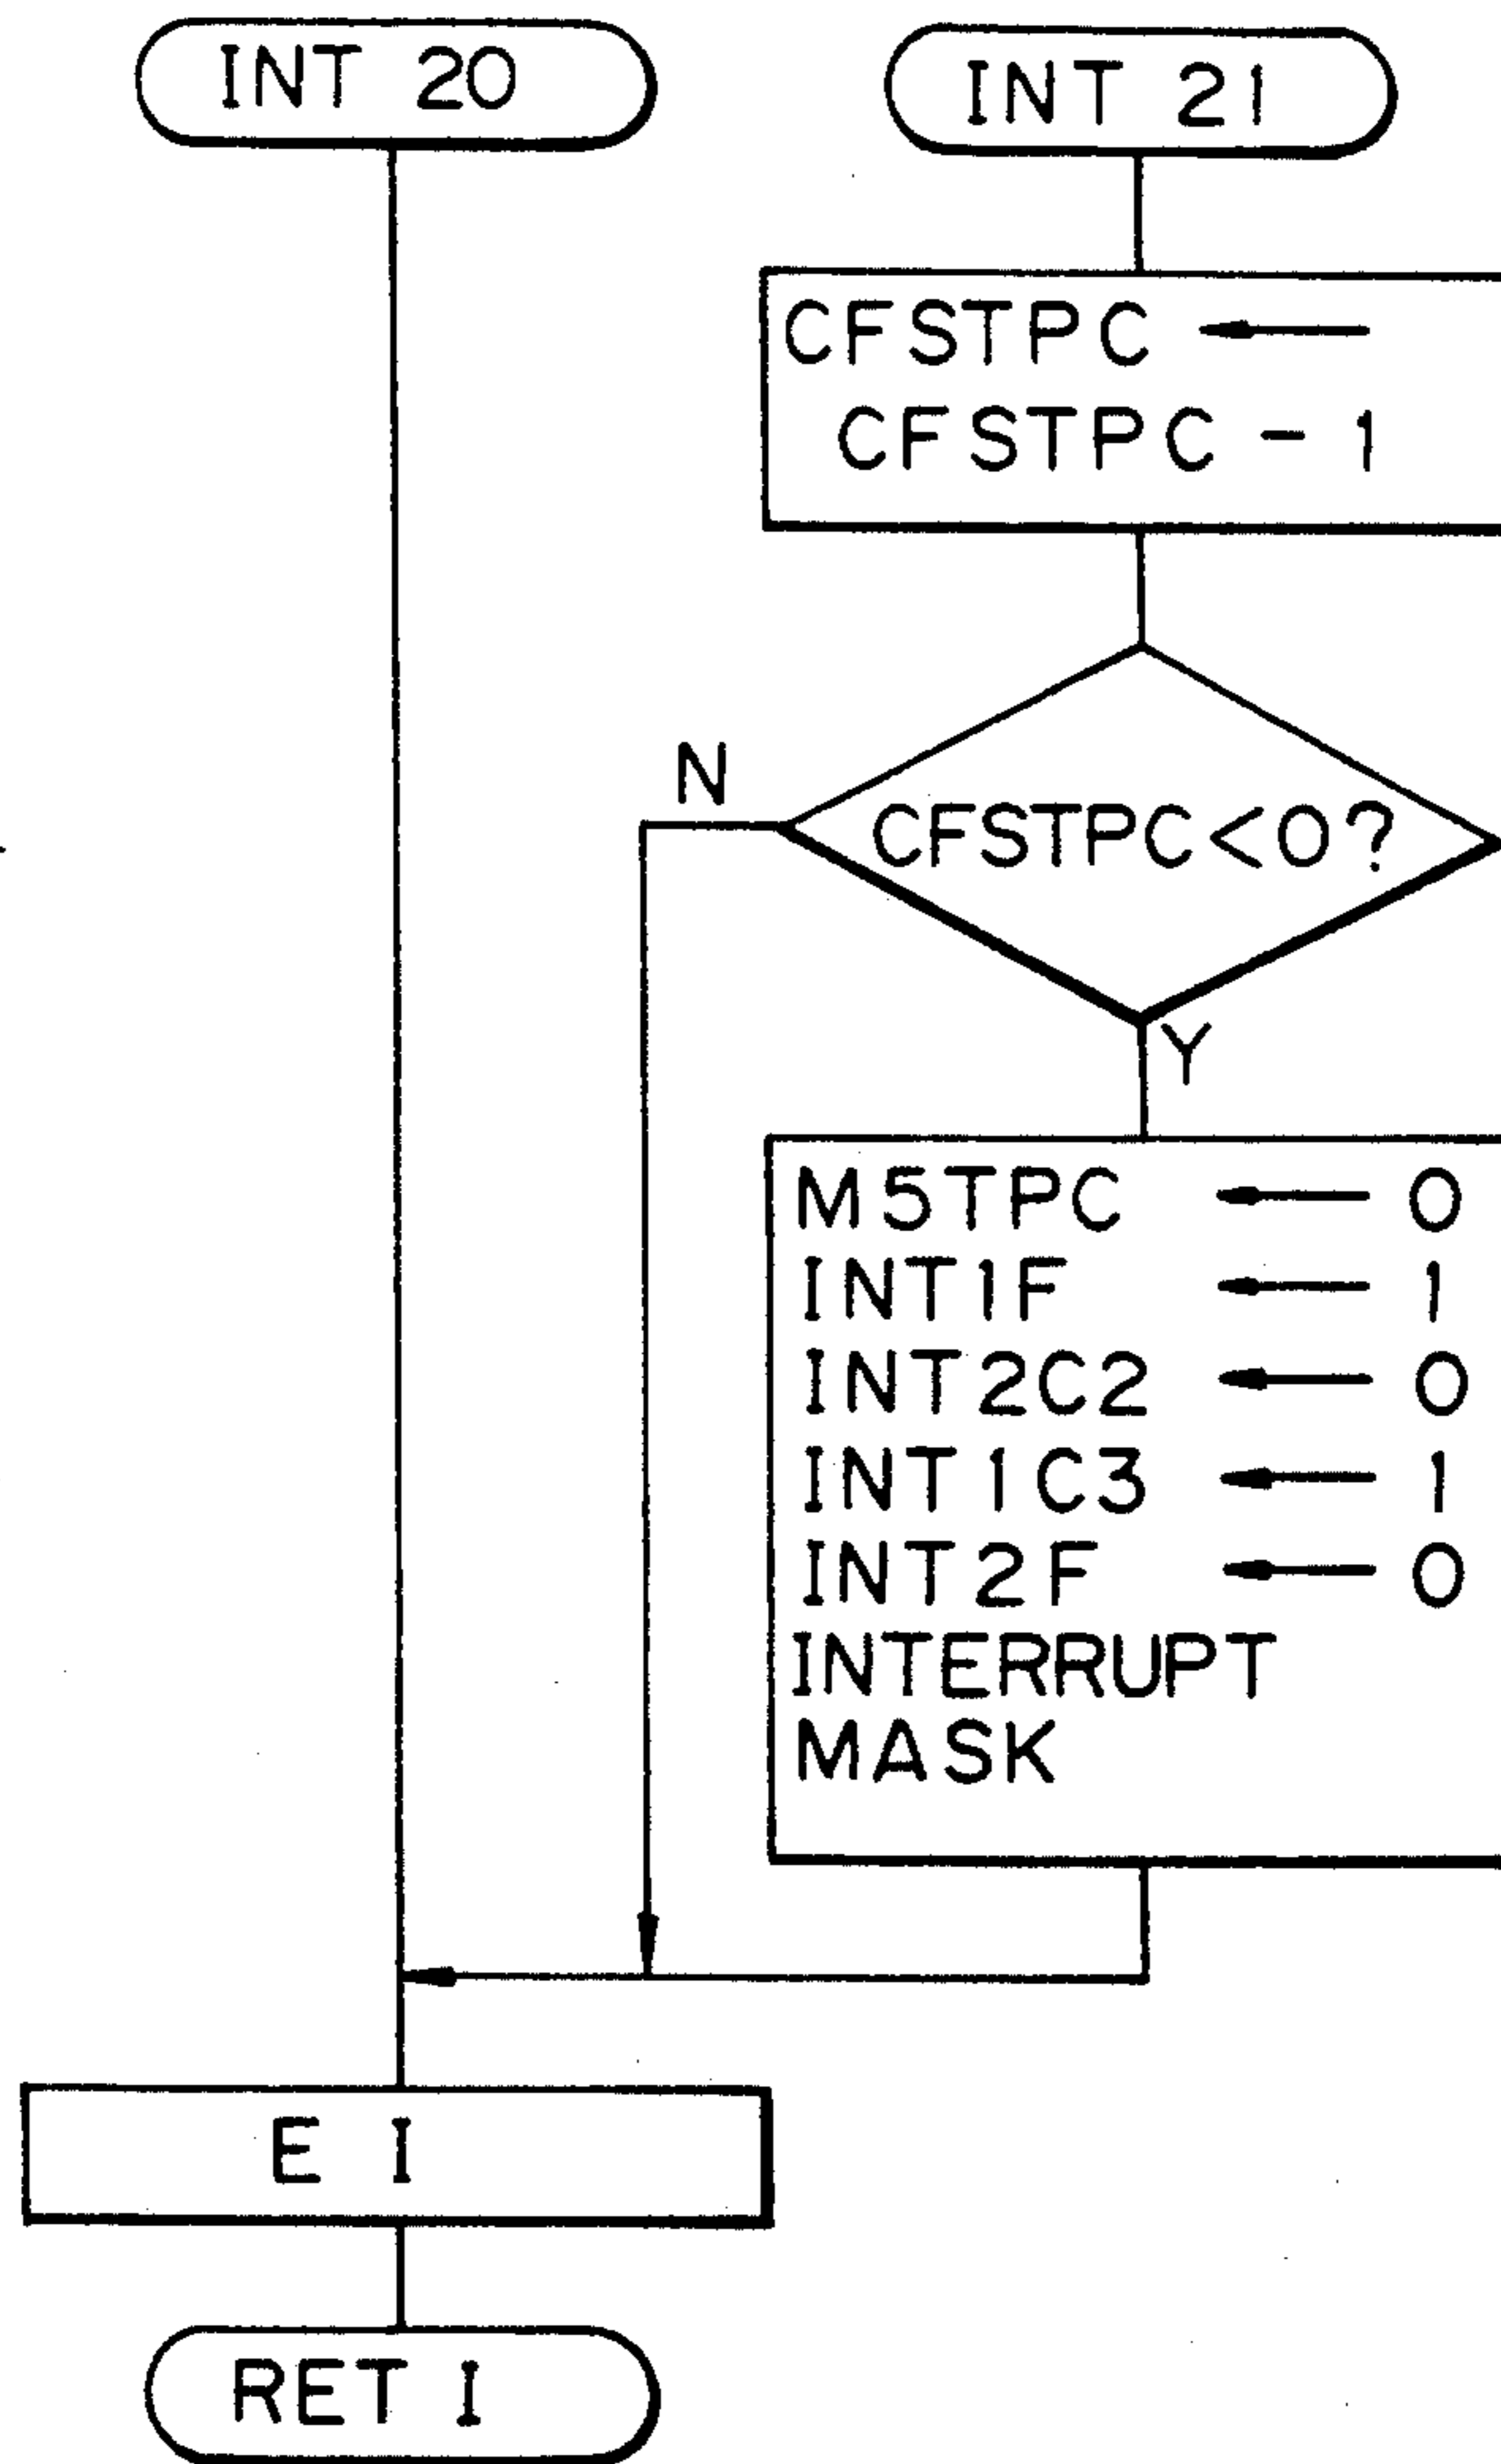 INT 20
INT 21
CFSTPC ←
CFSTPC - 1
CFSTPC<0?
N
Y
M5TPC ← 0
INT1F ← 1
INT2C2 ← 0
INT1C3 ← 1
INT2F ← 0
INTERRUPT
MASK
E I
RET I